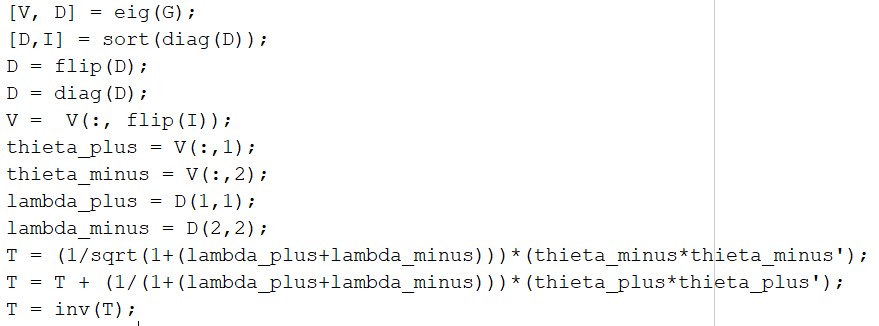 [V, D] = eig(G);
[D,I] = sort(diag(D));
D = flip(D);
D = diag(D);
V =  V(:, flip(I));
thieta_plus = V(:,1);
thieta_minus = V(:,2);
lambda_plus = D(1,1);
lambda_minus = D(2,2);
T = (1/sqrt(1+(lambda_plus+lambda_minus)))*(thieta_minus*thieta_minus');
T = T + (1/(1+(lambda_plus+lambda_minus)))*(thieta_plus*thieta_plus');
T = inv(T);